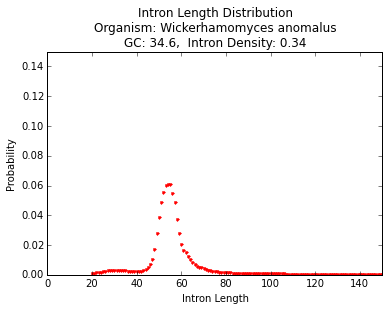 Intron Length Distribution
Organism: Wickerhamomyces anomalus
GC: 34.6,  Intron Density: 0.34
0.14
0.12
0.10
0.08
0.06
0.04
0.02
0.00
Probability
0 20 40 60 80 100 120 140
Intron Length